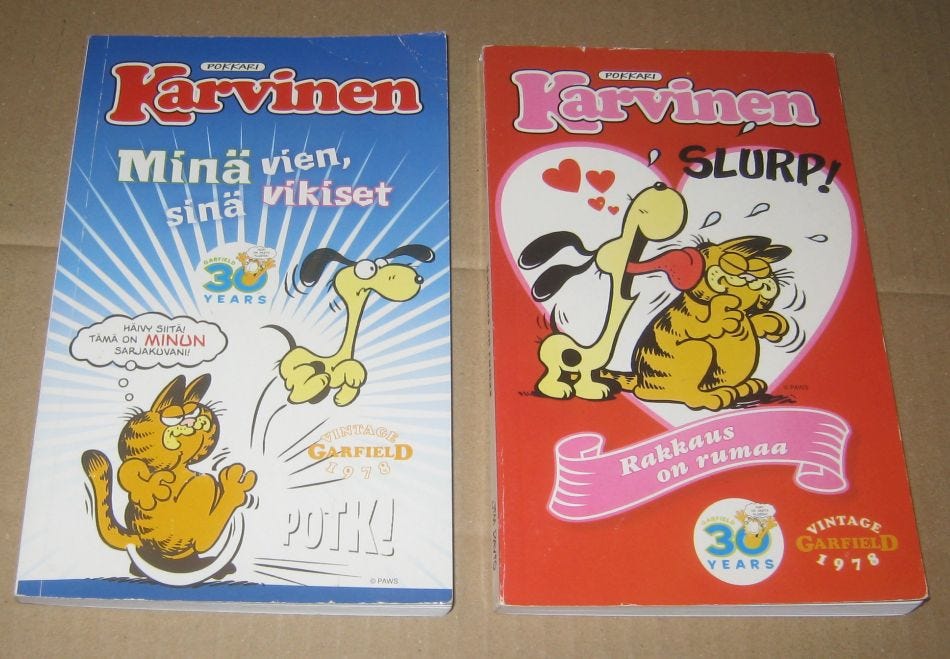 POKKARI
Karvinen
Minä vien,
sinä vikiset
GARFIELD
30
YEARS
HÄIVY SIITÄ!
TÄMÄ ON MINUN
SARJAKUVANI!
VINTAGE
GARFIELD
1978
POTK!
© PAWS
POKKARI
Karvinen
SLURP!
© PAWS
Rakkaus
on rumaa
GARFIELD
30
YEARS
VINTAGE
GARFIELD
1978